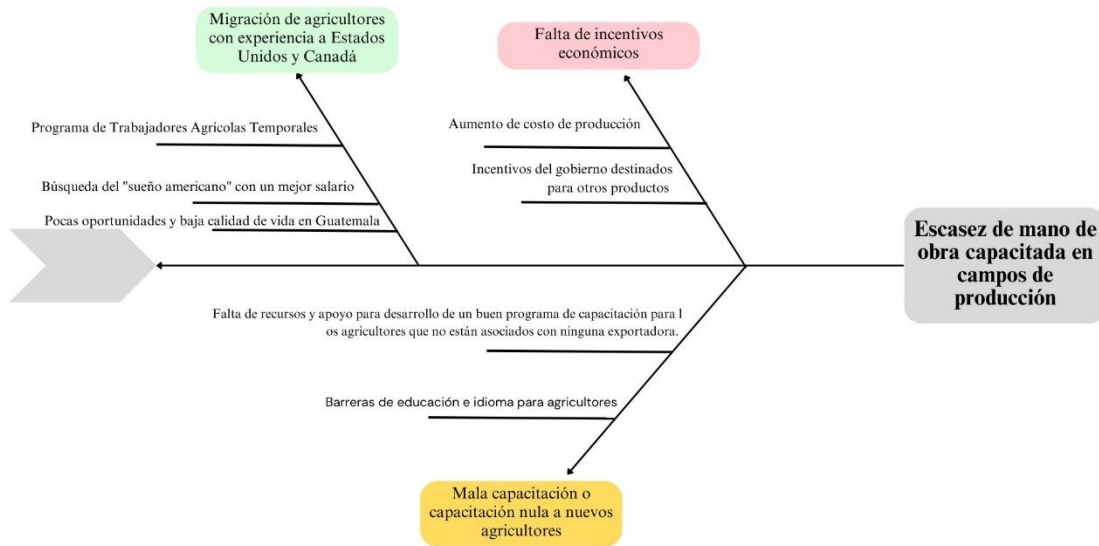 Migración de agricultores
con experiencia a Estados
Unidos y Canadá
Falta de incentivos
económicos
Programa de Trabajadores Agrícolas Temporales
Búsqueda del "sueño americano" con un mejor salario
Pocas oportunidades y baja calidad de vida en Guatemala
Aumento de costo de producción
Incentivos del gobierno destinados
para otros productos
Escasez de mano de
obra capacitada en
campos de
producción
Falta de recursos y apoyo para desarrollo de un buen programa de capacitación para l
os agricultores que no están asociados con ninguna exportadora.
Barreras de educación e idioma para agricultores
Mala capacitación o
capacitación nula a nuevos
agricultores